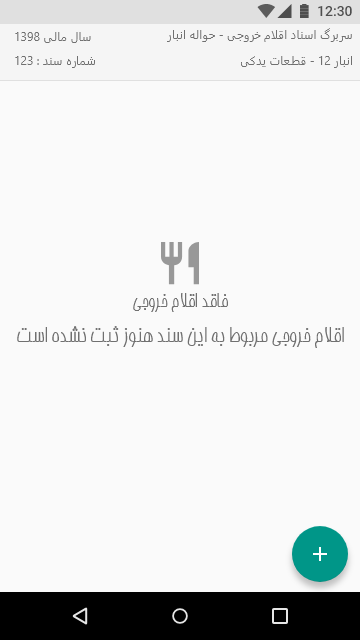 12:30
سربرگ اسناد اقلام خروجی - حواله انبار
سال مالی 1398
انبار 12 - قطعات یدکی
شماره سند : 123
فاقد اقلام خروجی
اقلام خروجی مربوط به این سند هنوز ثبت نشده است